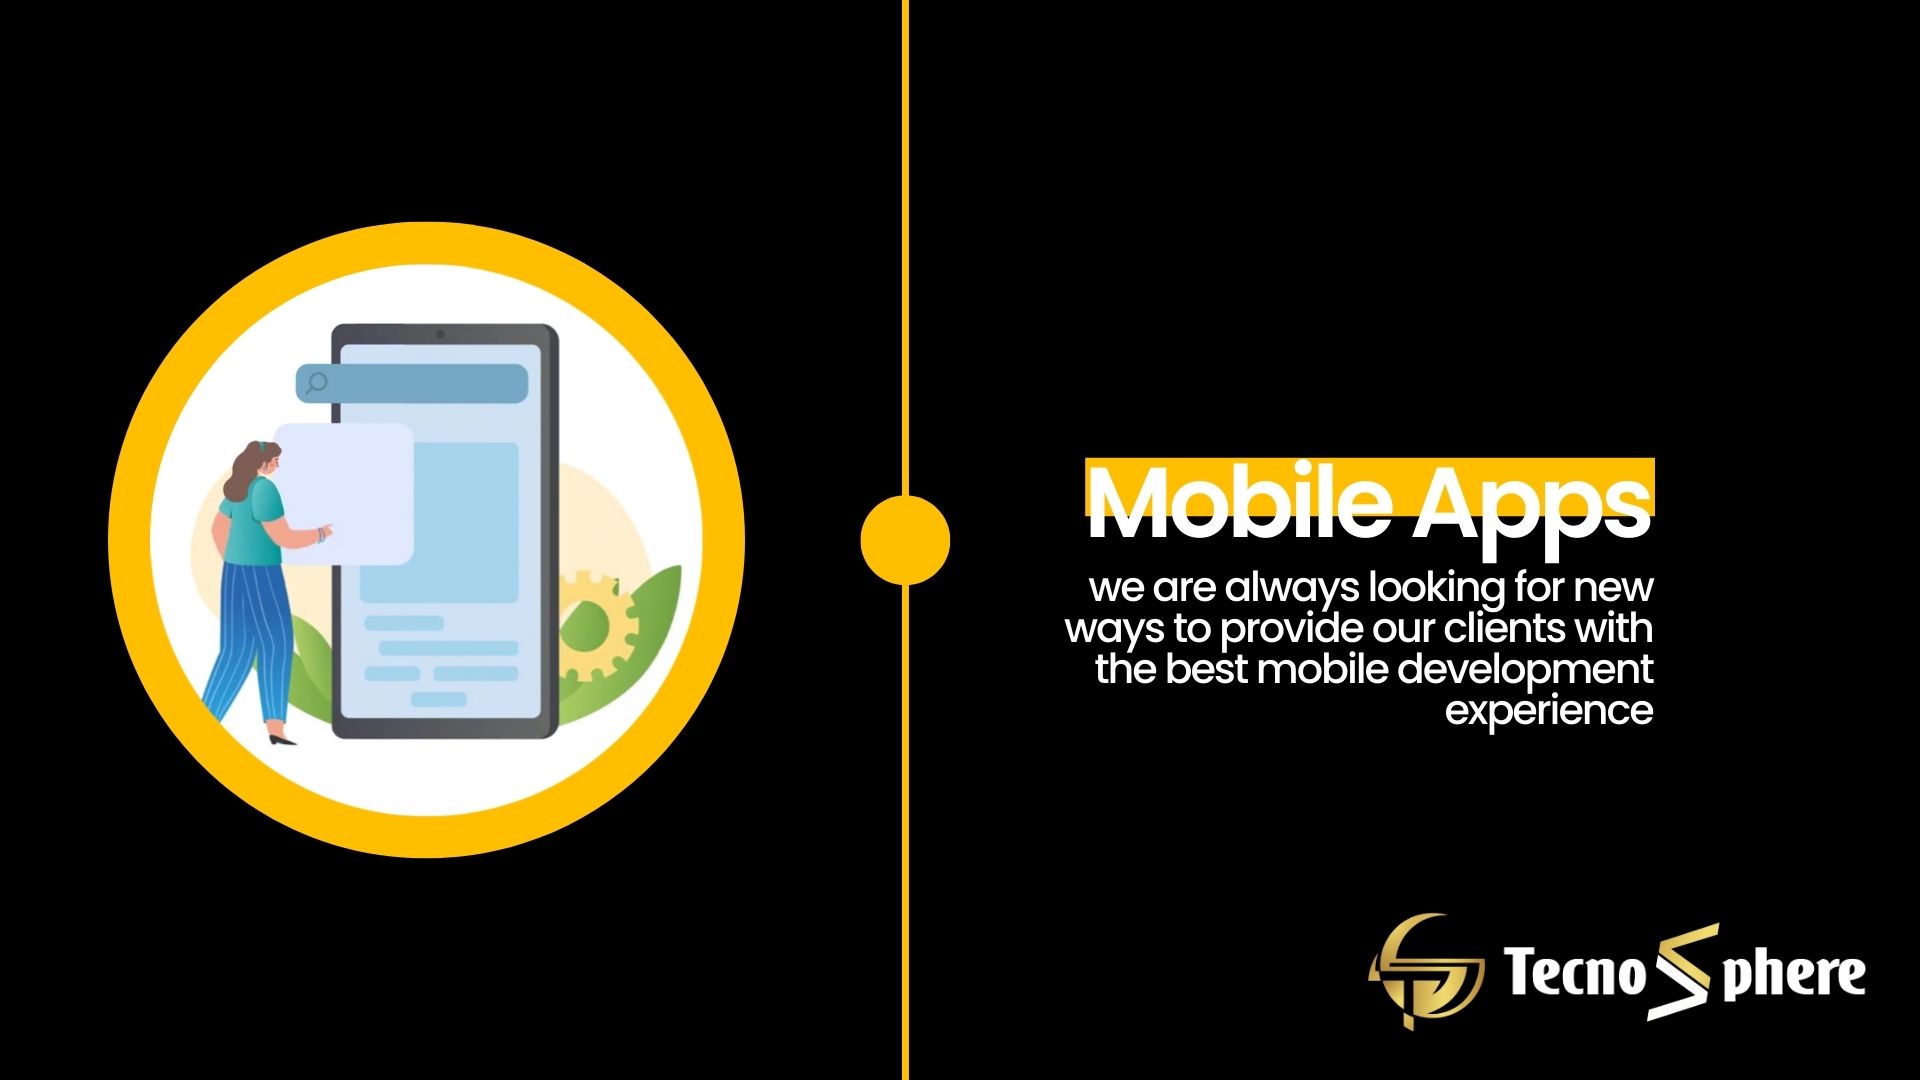 Mobile Apps
we are always looking for new
ways to provide our clients with
the best mobile development
experience
TecnoSphere